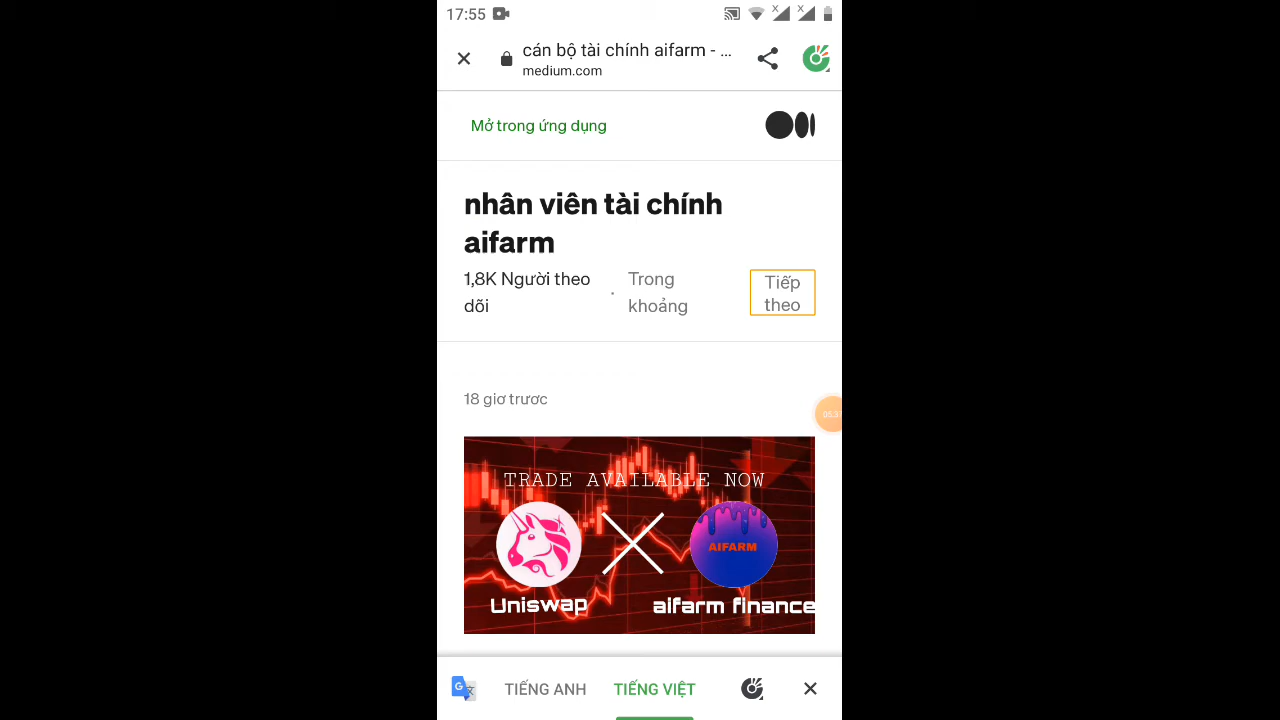 17:55
cán bộ tài chính aifarm - ...
medium.com
Mở trong ứng dụng
nhân viên tài chính
aifarm
1,8K Người theo
dõi
·
Trong
khoảng
Tiếp
theo
18 giơ trươc
TRADE AVAILABLE NOW
AIFARM
Uniswap
aifarm finance
TIẾNG ANH
TIẾNG VIỆT